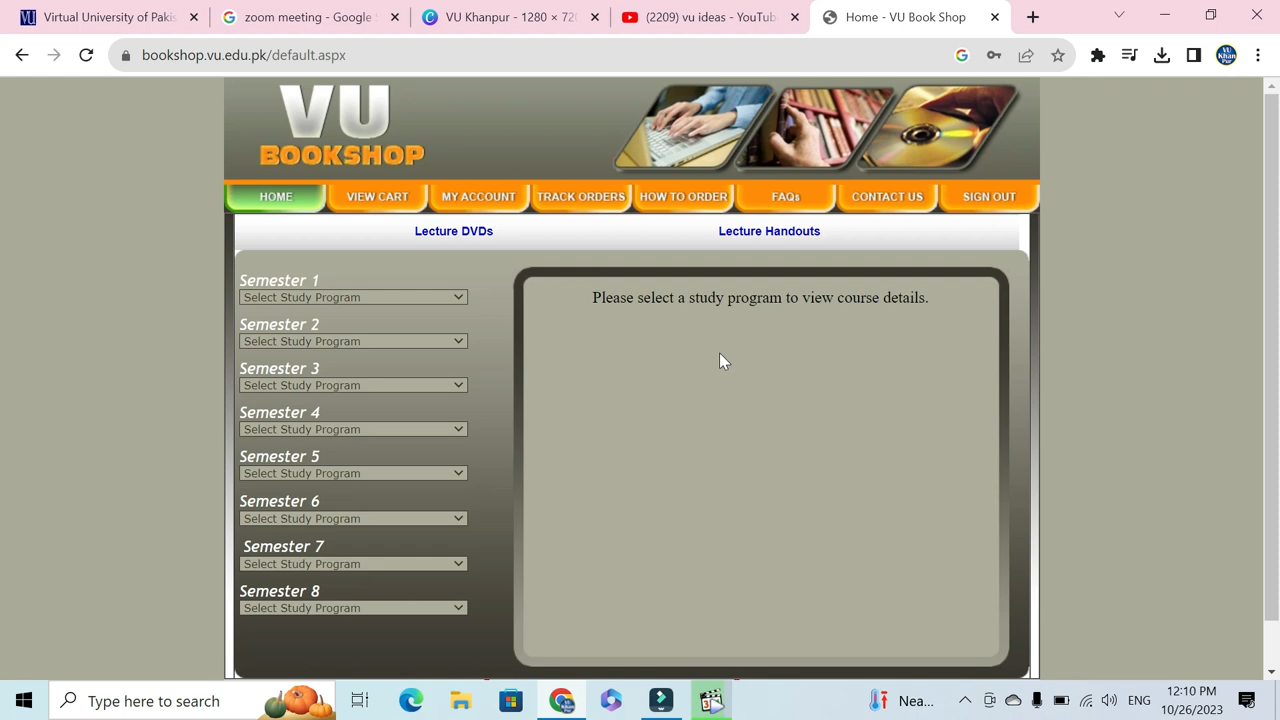 Virtual University of Pakis
zoom meeting - Google
VU Khanpur - 1280 × 720
(2209) vu ideas - YouTub
Home - VU Book Shop
bookshop.vu.edu.pk/default.aspx
VU
BOOKSHOP
HOME
VIEW CART
MY ACCOUNT
TRACK ORDERS
HOW TO ORDER
FAQs
CONTACT US
SIGN OUT
Lecture DVDs
Lecture Handouts
Semester 1
Select Study Program
Semester 2
Select Study Program
Semester 3
Select Study Program
Semester 4
Select Study Program
Semester 5
Select Study Program
Semester 6
Select Study Program
Semester 7
Select Study Program
Semester 8
Select Study Program
Please select a study program to view course details.
Type here to search
Nea...
ENG
12:10 PM
10/26/2023